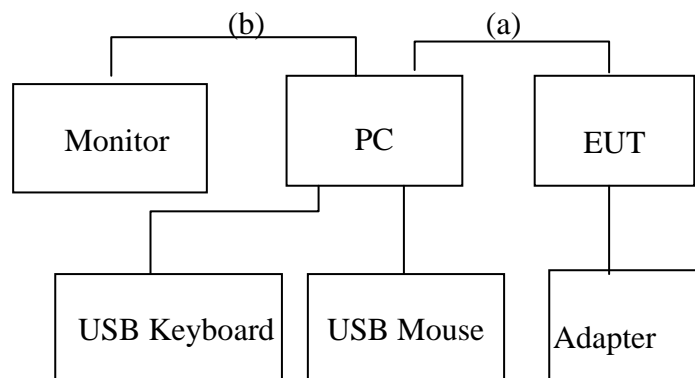 (b)
(a)
Monitor
PC
EUT
USB Keyboard
USB Mouse
Adapter